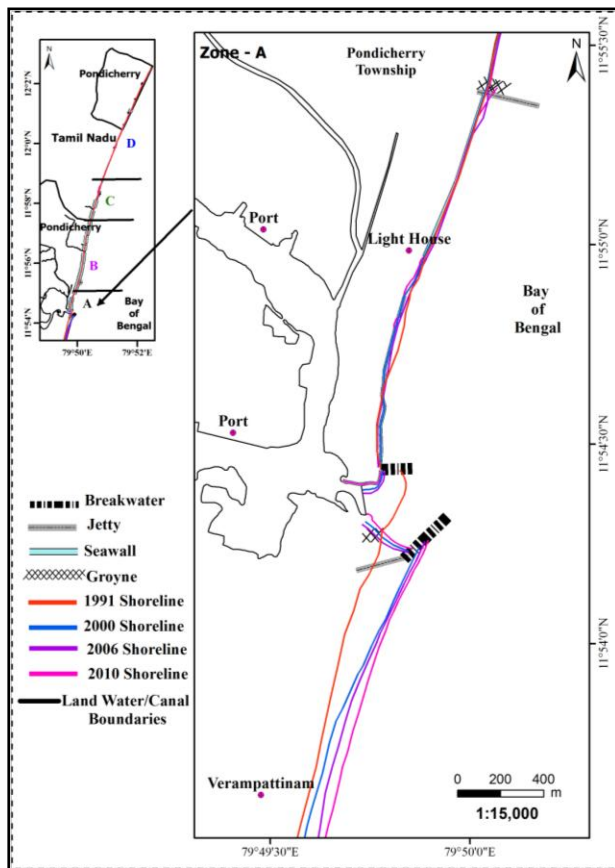 N
Pondicherry
12°2'N
Tamil Nadu
12°0'N
D
11°58'N
C
Pondicherry
11°56'N
B
A
Bay
of
Bengal
11°54'N
79°50'E
79°52'E
Zone - A
Pondicherry
Township
N
11°55'30"N
Port
Light House
11°55'0"N
Bay
of
Bengal
Port
11°54'30"N
11°54'0"N
Verampattinam
0 200 400
m
1:15,000
79°49'30"E
79°50'0"E
Breakwater
Jetty
Seawall
Groyne
1991 Shoreline
2000 Shoreline
2006 Shoreline
2010 Shoreline
Land Water/Canal
Boundaries